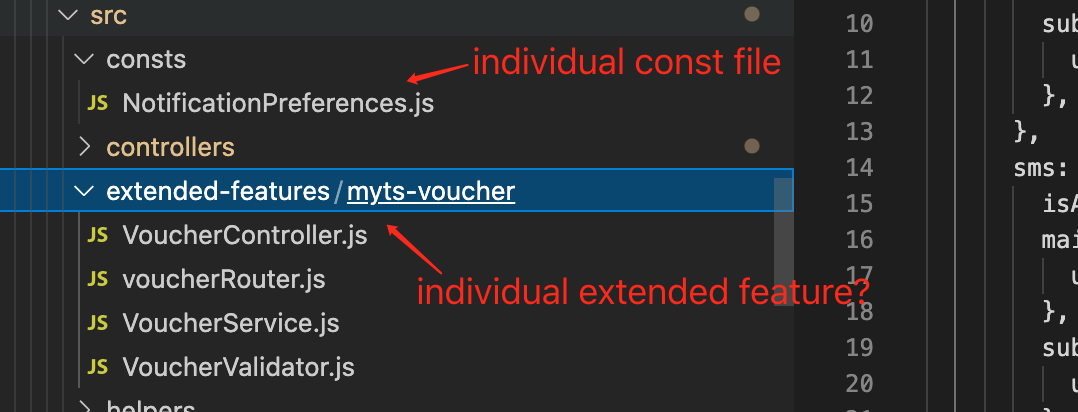 src
10
sub
consts
individual const file
11
u
JS NotificationPreferences.js
12
},
13
},
controllers
14
sms:
extended-features/myts-voucher
15
isA
JS VoucherController.js
16
mai
JS voucherRouter.js
individual extended feature?
17
u
18
},
JS VoucherService.js
19
sub
JS VoucherValidator.js
20
u
helpers